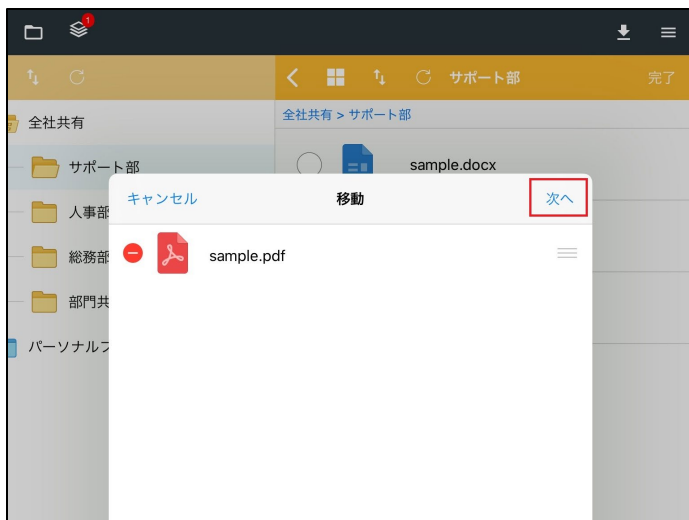 1
サポート部
完了
全社共有
全社共有 > サポート部
サポート部
sample.docx
人事部
総務部
部門共
パーソナルフ
キャンセル
移動
次へ
sample.pdf